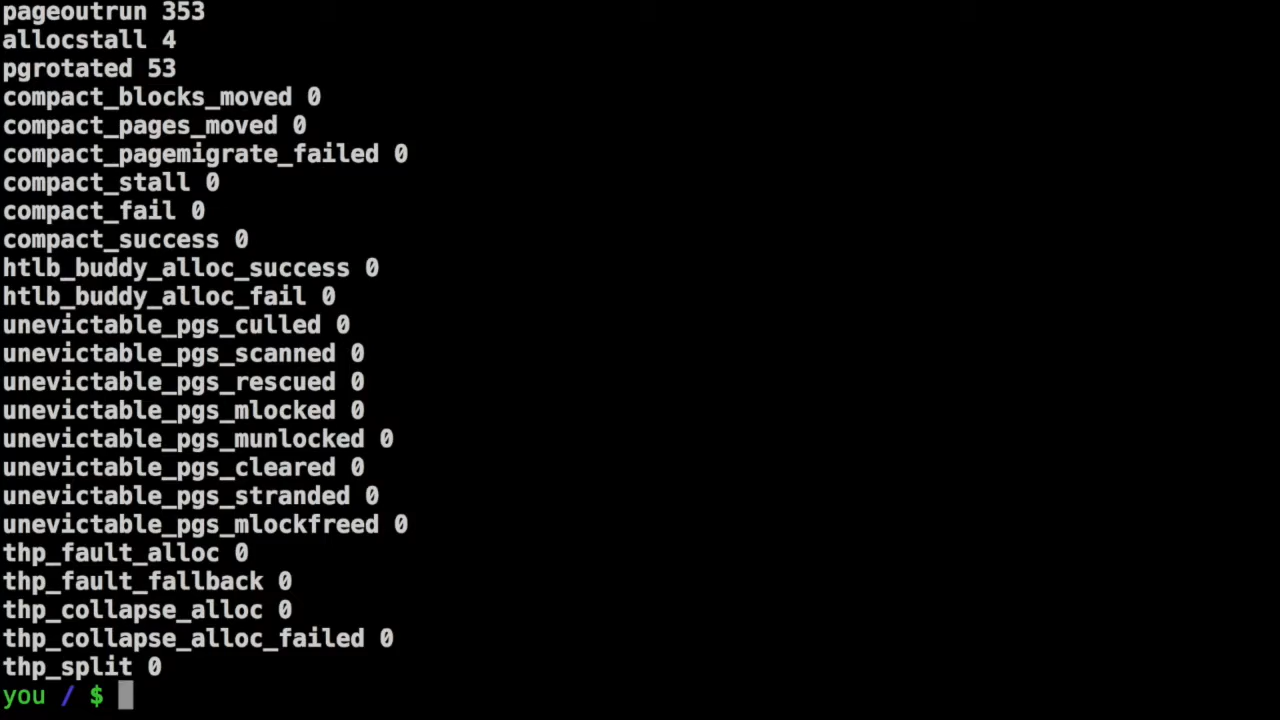 pageoutrun 353
allocstall 4
pgrotated 53
compact_blocks_moved 0
compact_pages_moved 0
compact_pagemigrate_failed 0
compact_stall 0
compact_fail 0
compact_success 0
htlb_buddy_alloc_success 0
htlb_buddy_alloc_fail 0
unevictable_pgs_culled 0
unevictable_pgs_scanned 0
unevictable_pgs_rescued 0
unevictable_pgs_mlocked 0
unevictable_pgs_munlocked 0
unevictable_pgs_cleared 0
unevictable_pgs_stranded 0
unevictable_pgs_mlockfreed 0
thp_fault_alloc 0
thp_fault_fallback 0
thp_collapse_alloc 0
thp_collapse_alloc_failed 0
thp_split 0
you / $